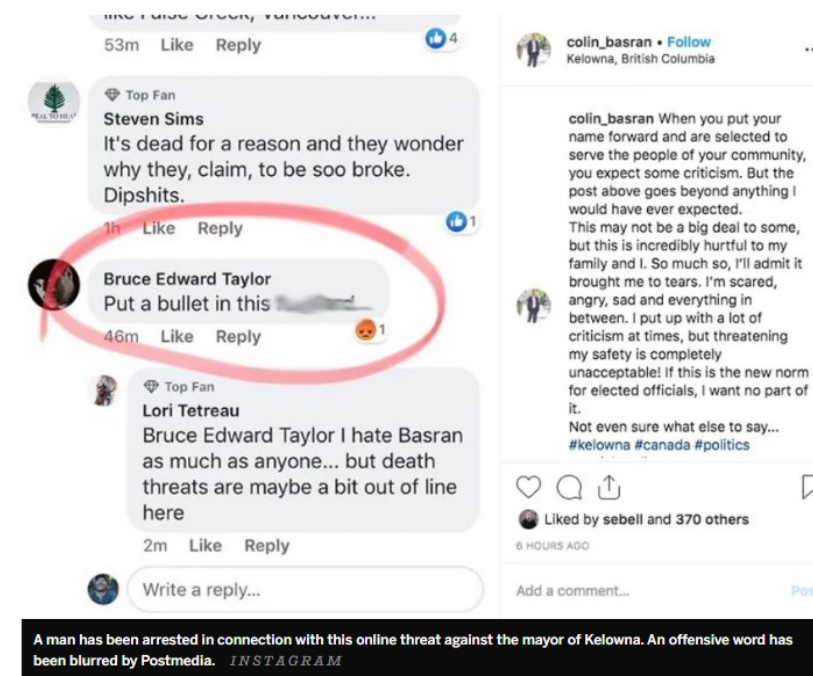 like False Creek, Vancouver...
53m Like Reply
4
Top Fan
Steven Sims
It's dead for a reason and they wonder
why they, claim, to be soo broke.
Dipshits.
1h Like Reply
1
Bruce Edward Taylor
Put a bullet in this
46m Like Reply
1
Top Fan
Lori Tetreau
Bruce Edward Taylor I hate Basran
as much as anyone... but death
threats are maybe a bit out of line
here
2m Like Reply
Write a reply...
colin_basran • Follow
Kelowna, British Columbia
colin_basran When you put your
name forward and are selected to
serve the people of your community,
you expect some criticism. But the
post above goes beyond anything I
would have ever expected.
This may not be a big deal to some,
but this is incredibly hurtful to my
family and I. So much so, I'll admit it
brought me to tears. I'm scared,
angry, sad and everything in
between. I put up with a lot of
criticism at times, but threatening
my safety is completely
unacceptable! If this is the new norm
for elected officials, I want no part of
it.
Not even sure what else to say...
#kelowna #canada #politics
Liked by sebell and 370 others
6 HOURS AGO
Add a comment...
A man has been arrested in connection with this online threat against the mayor of Kelowna. An offensive word has
been blurred by Postmedia. INSTAGRAM